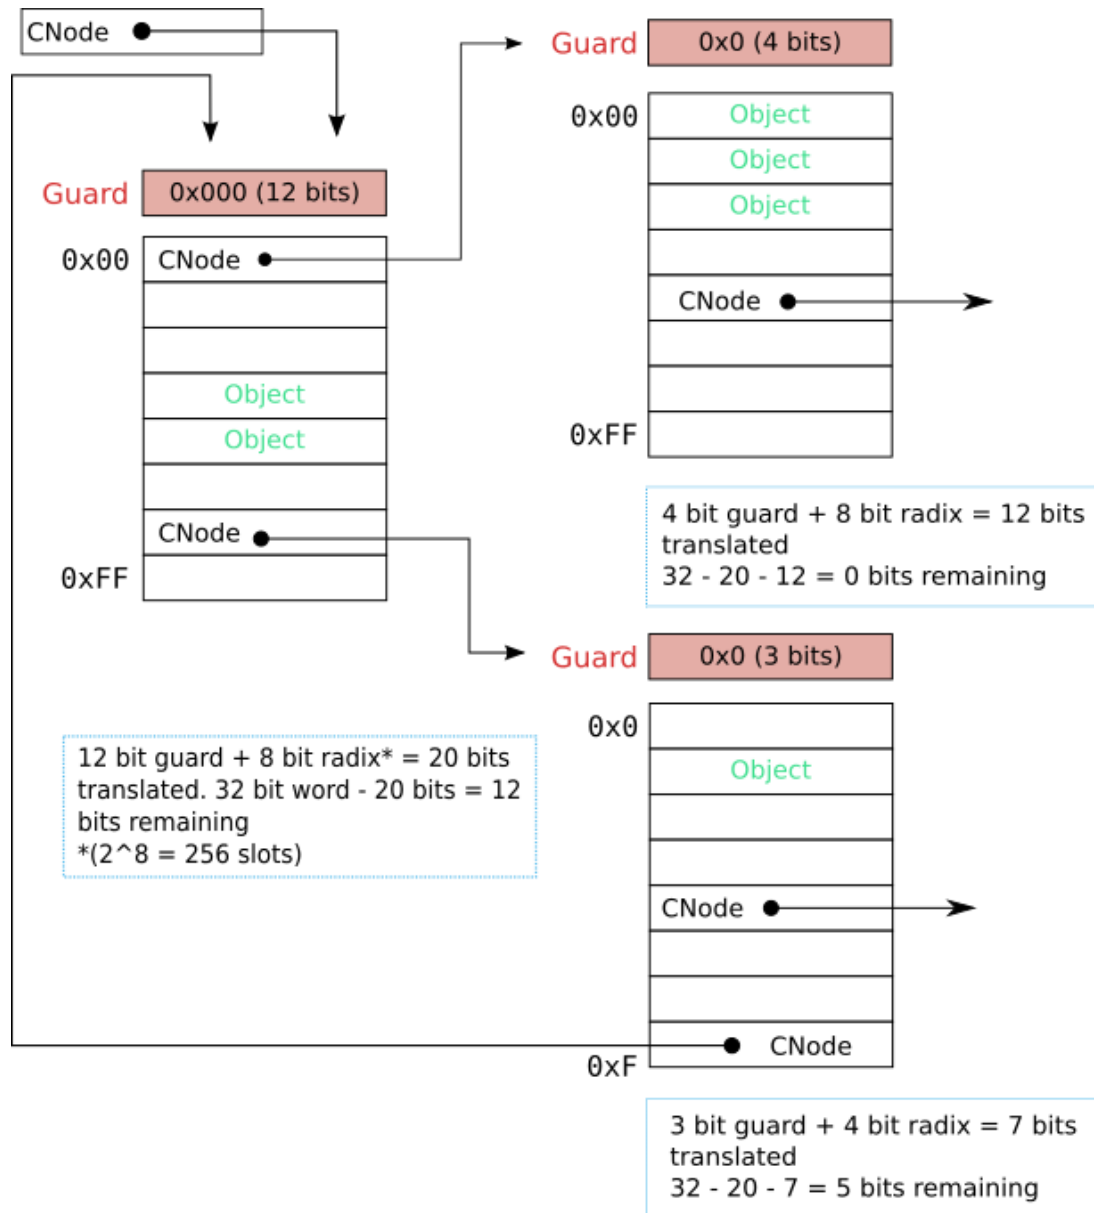 CNode
Guard 0x000 (12 bits)
0x00 CNode
Object
Object
CNode
0xFF
12 bit guard + 8 bit radix* = 20 bits
translated. 32 bit word - 20 bits = 12
bits remaining
*(2^8 = 256 slots)
Guard 0x0 (4 bits)
0x00 Object
Object
Object
CNode
0xFF
4 bit guard + 8 bit radix = 12 bits
translated
32 - 20 - 12 = 0 bits remaining
Guard 0x0 (3 bits)
0x0
Object
CNode
CNode
0xF
3 bit guard + 4 bit radix = 7 bits
translated
32 - 20 - 7 = 5 bits remaining